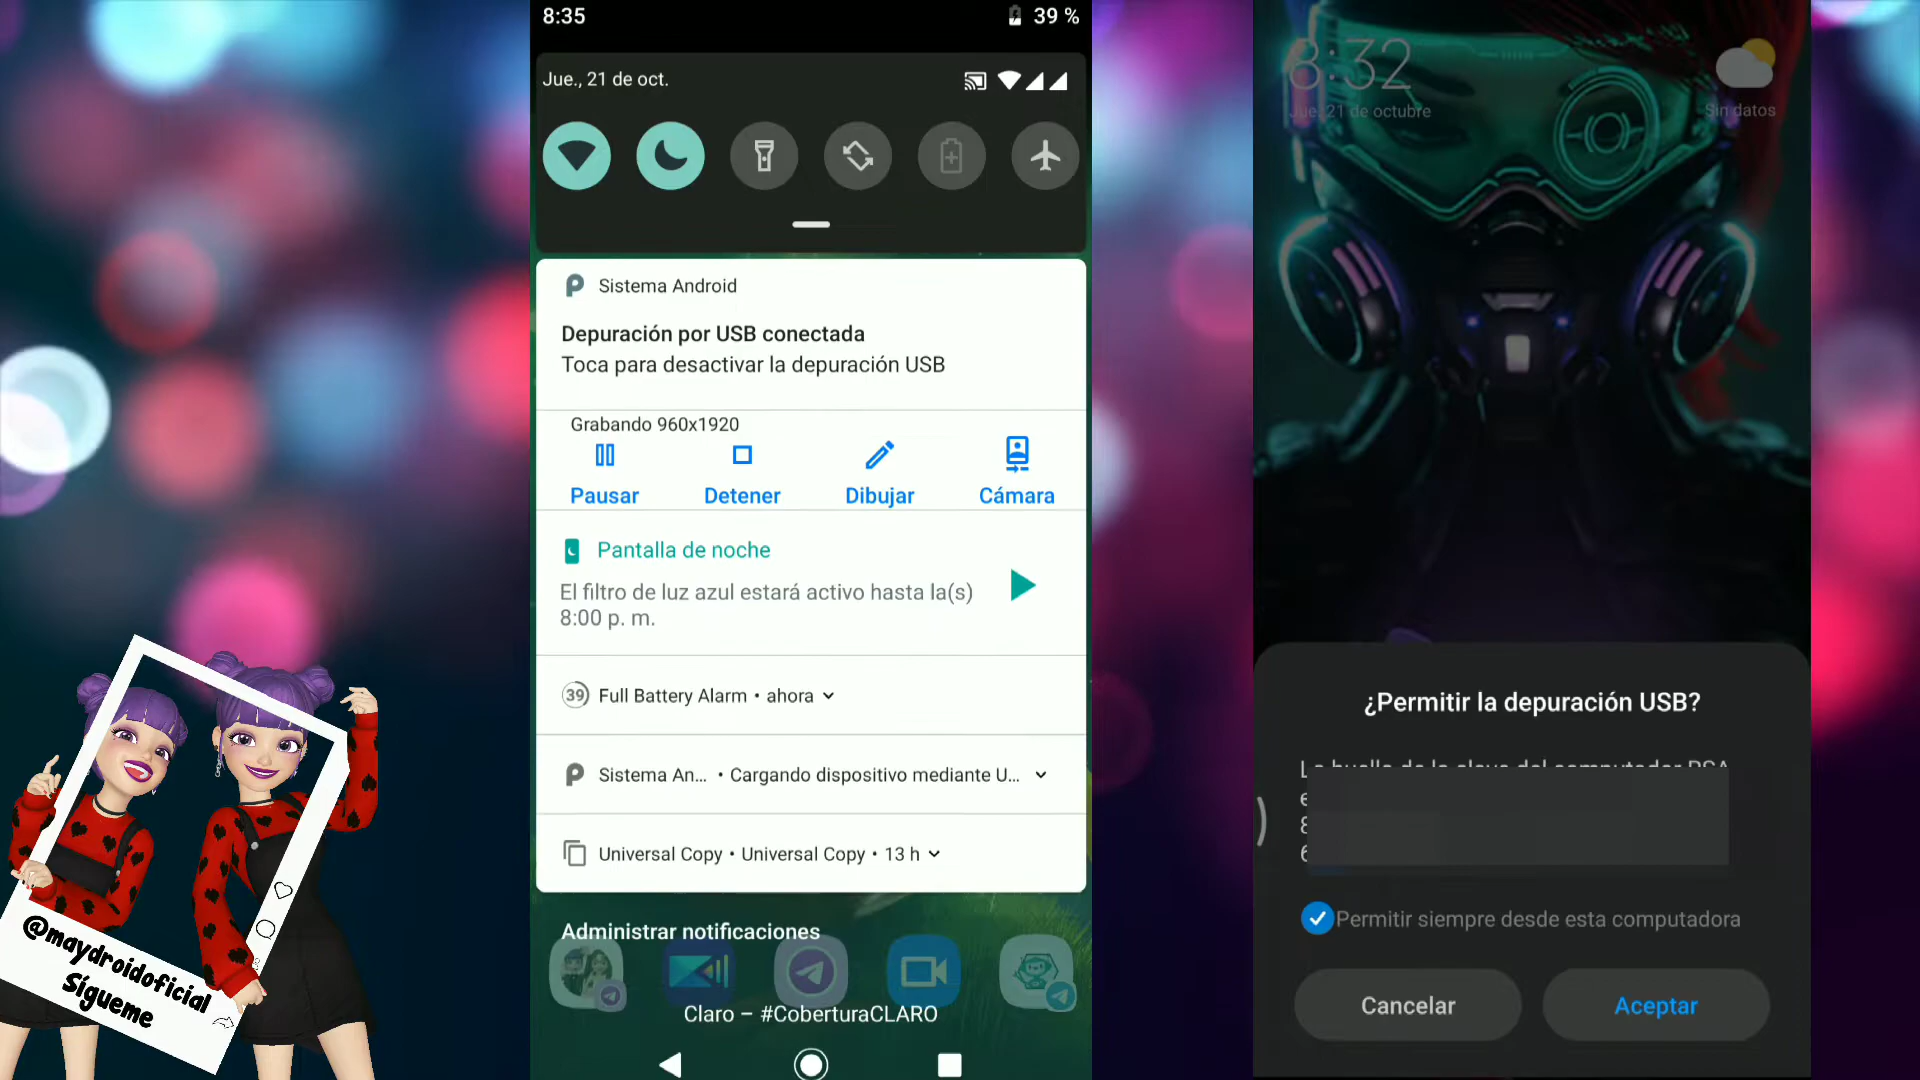 8:35
39 %
Jue., 21 de oct.
Sistema Android
Depuración por USB conectada
Toca para desactivar la depuración USB
Grabando 960x1920
Pausar
Detener
Dibujar
Cámara
Pantalla de noche
El filtro de luz azul estará activo hasta la(s)
8:00 p. m.
39 Full Battery Alarm • ahora
Sistema An... • Cargando dispositivo mediante U...
Universal Copy • Universal Copy • 13 h
Administrar notificaciones
Claro – #CoberturaCLARO
@maydroidoficial
Sígueme
8:32
Jue. 21 de octubre
Sin datos
¿Permitir la depuración USB?
Permitir siempre desde esta computadora
Cancelar
Aceptar